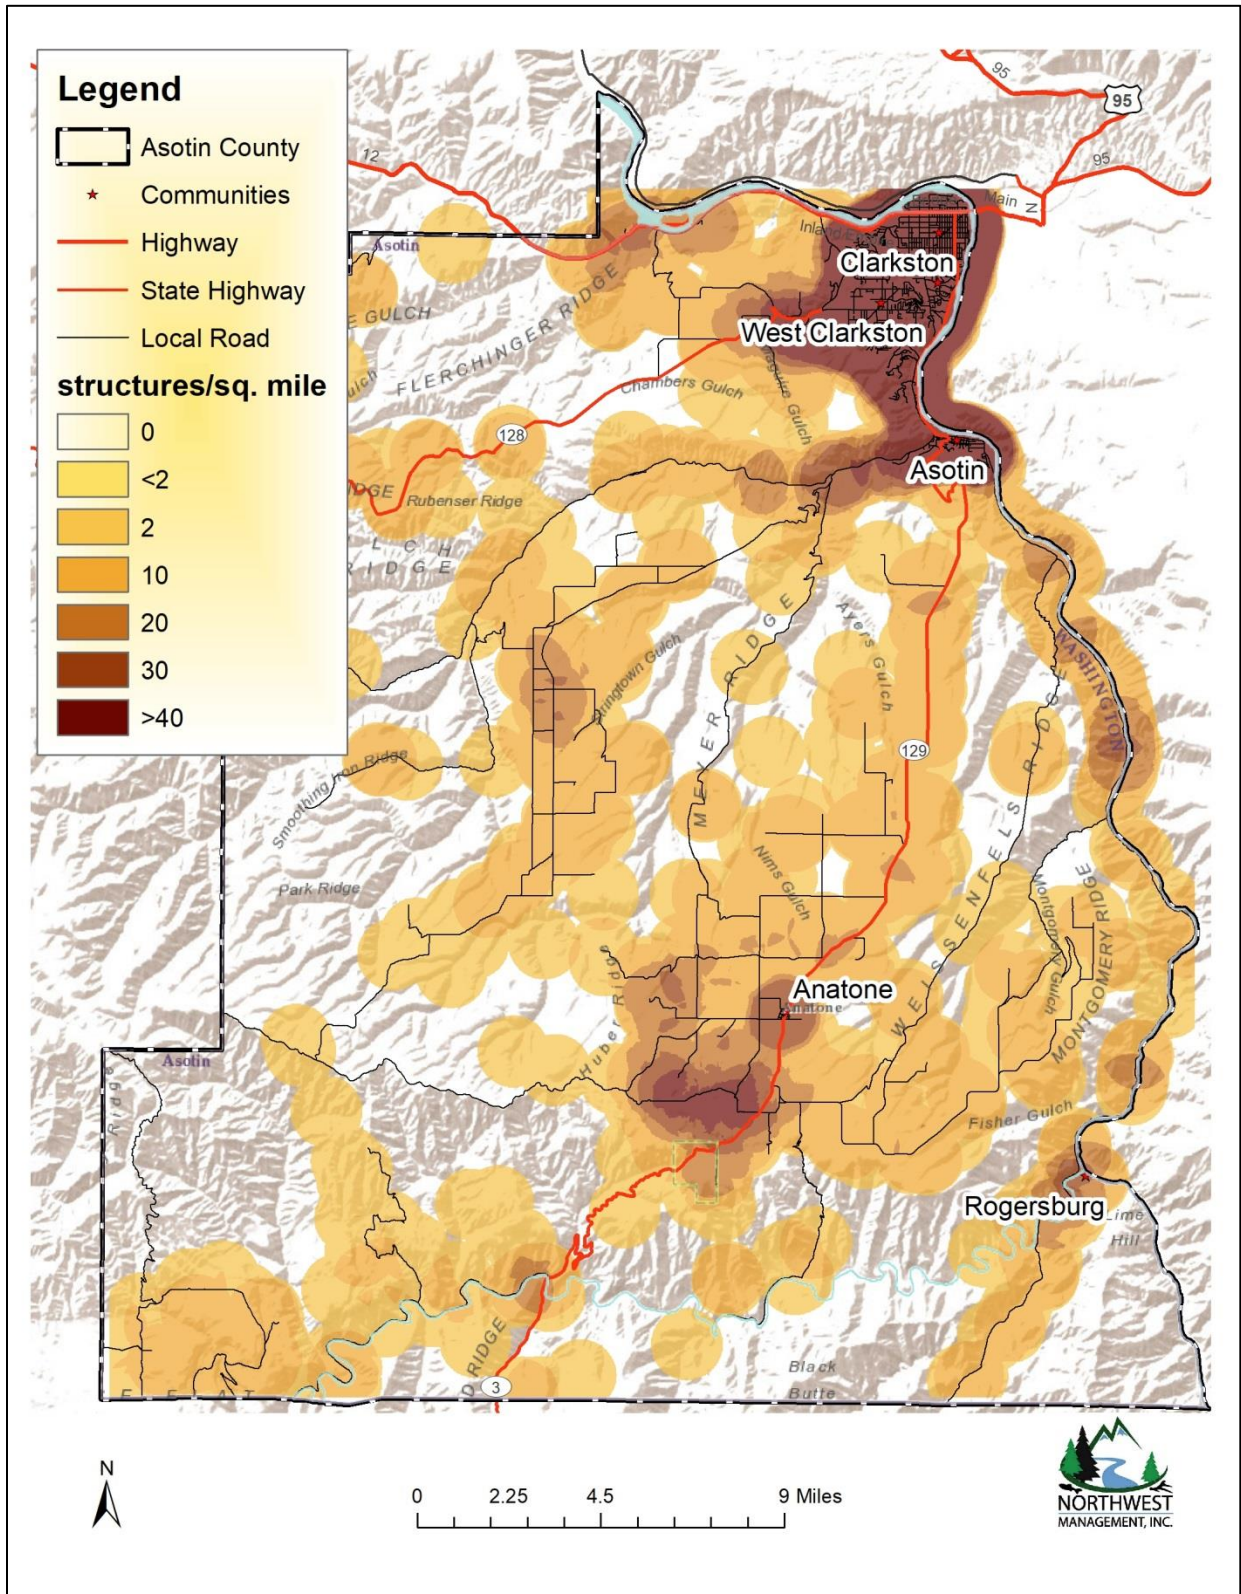 Legend
Asotin County
Communities
Highway
State Highway
Local Road
structures/sq. mile
0
<2
2
10
20
30
>40
95
95
95
12
Main
N
Asotin
Clarkston
West Clarkston
E GULCH
FLERCHINGER RIDGE
Chambers Gulch
128
Asotin
Rubenser Ridge
RIDGE
WASHINGTON
Ayers Gulch
MEYER RIDGE
129
Smoothing Iron Ridge
Park Ridge
Nims Gulch
WEISSENFELS RIDGE
Montgomery Gulch
MONTGOMERY RIDGE
Huber Ridge
Anatone
Anatone
Asotin
Ridge
Fisher Gulch
Rogersburg
Lime
Hill
D RIDGE
Black
Butte
3
N
0 2.25 4.5 9 Miles
NORTHWEST
MANAGEMENT, INC.